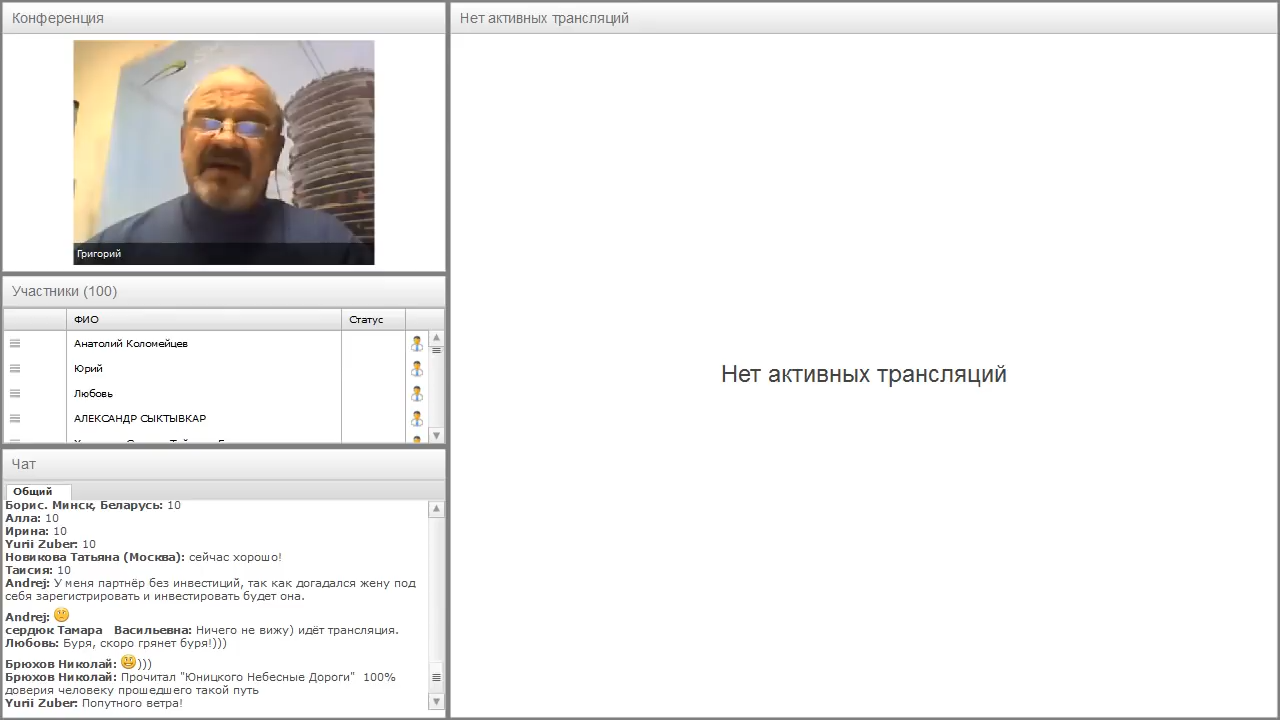 Конференция
Нет активных трансляций
Григорий
Участники (100)
ФИО
Статус
Анатолий Коломейцев
Юрий
Любовь
АЛЕКСАНДР СЫКТЫВКАР
Нет активных трансляций
Чат
Общий
Борис. Минск, Беларусь: 10
Алла: 10
Ирина: 10
Yurii Zuber: 10
Новикова Татьяна (Москва): сейчас хорошо!
Таисия: 10
Andrej: У меня партнёр без инвестиций, так как догадался жену под
себя зарегистрировать и инвестировать будет она.
Andrej:
сердюк Тамара Васильевна: Ничего не вижу) идёт трансляция.
Любовь: Буря, скоро грянет буря!)))
Брюхов Николай: )))
Брюхов Николай: Прочитал "Юницкого Небесные Дороги" 100%
доверия человеку прошедшего такой путь
Yurii Zuber: Попутного ветра!